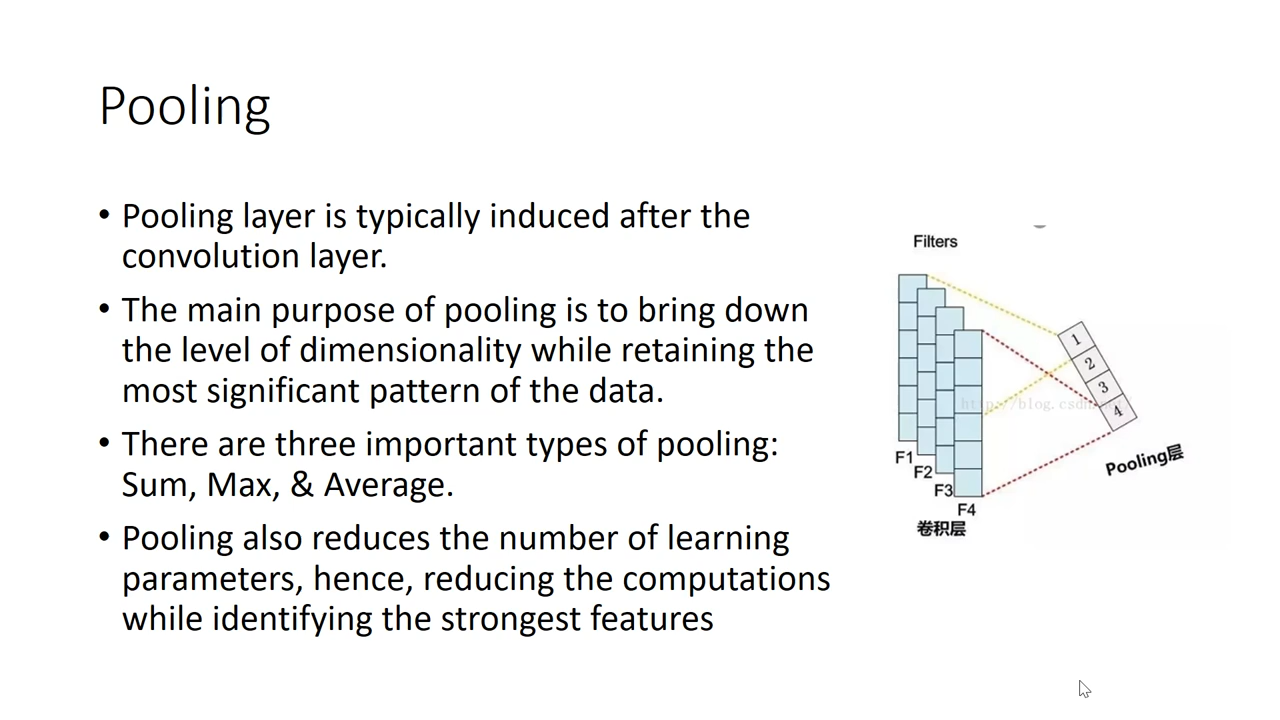 Pooling
• Pooling layer is typically induced after the
convolution layer.
• The main purpose of pooling is to bring down
the level of dimensionality while retaining the
most significant pattern of the data.
• There are three important types of pooling:
Sum, Max, & Average.
• Pooling also reduces the number of learning
parameters, hence, reducing the computations
while identifying the strongest features
Filters
1
2
3
4
http://blog.csdn
Pooling层
F1
F2
F3
F4
卷积层